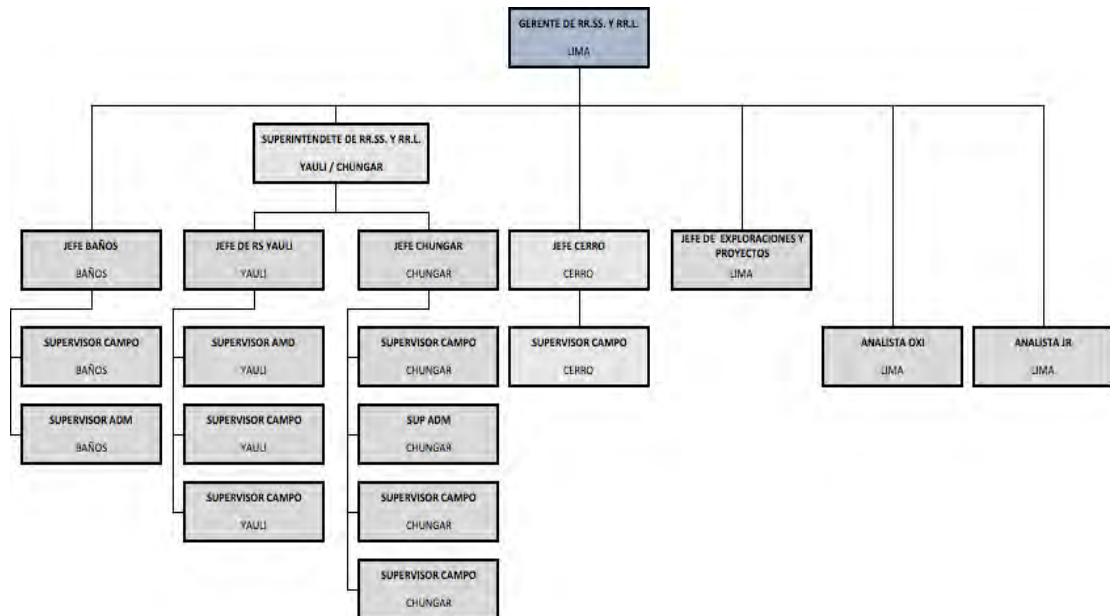 GERENTE DE RR.SS. Y RR.L.
LIMA
SUPERINTENDETE DE RR.SS. Y RR.L.
YAULI / CHUNGAR
JEFE BAÑOS
BAÑOS
JEFE DE RS YAULI
YAULI
JEFE CHUNGAR
CHUNGAR
JEFE CERRO
CERRO
JEFE DE EXPLORACIONES Y
PROYECTOS
LIMA
SUPERVISOR CAMPO
BAÑOS
SUPERVISOR AMD
YAULI
SUPERVISOR CAMPO
CHUNGAR
SUPERVISOR CAMPO
CERRO
ANALISTA OXI
LIMA
ANALISTA JR
LIMA
SUPERVISOR ADM
BAÑOS
SUPERVISOR CAMPO
YAULI
SUP ADM
CHUNGAR
SUPERVISOR CAMPO
YAULI
SUPERVISOR CAMPO
CHUNGAR
SUPERVISOR CAMPO
CHUNGAR